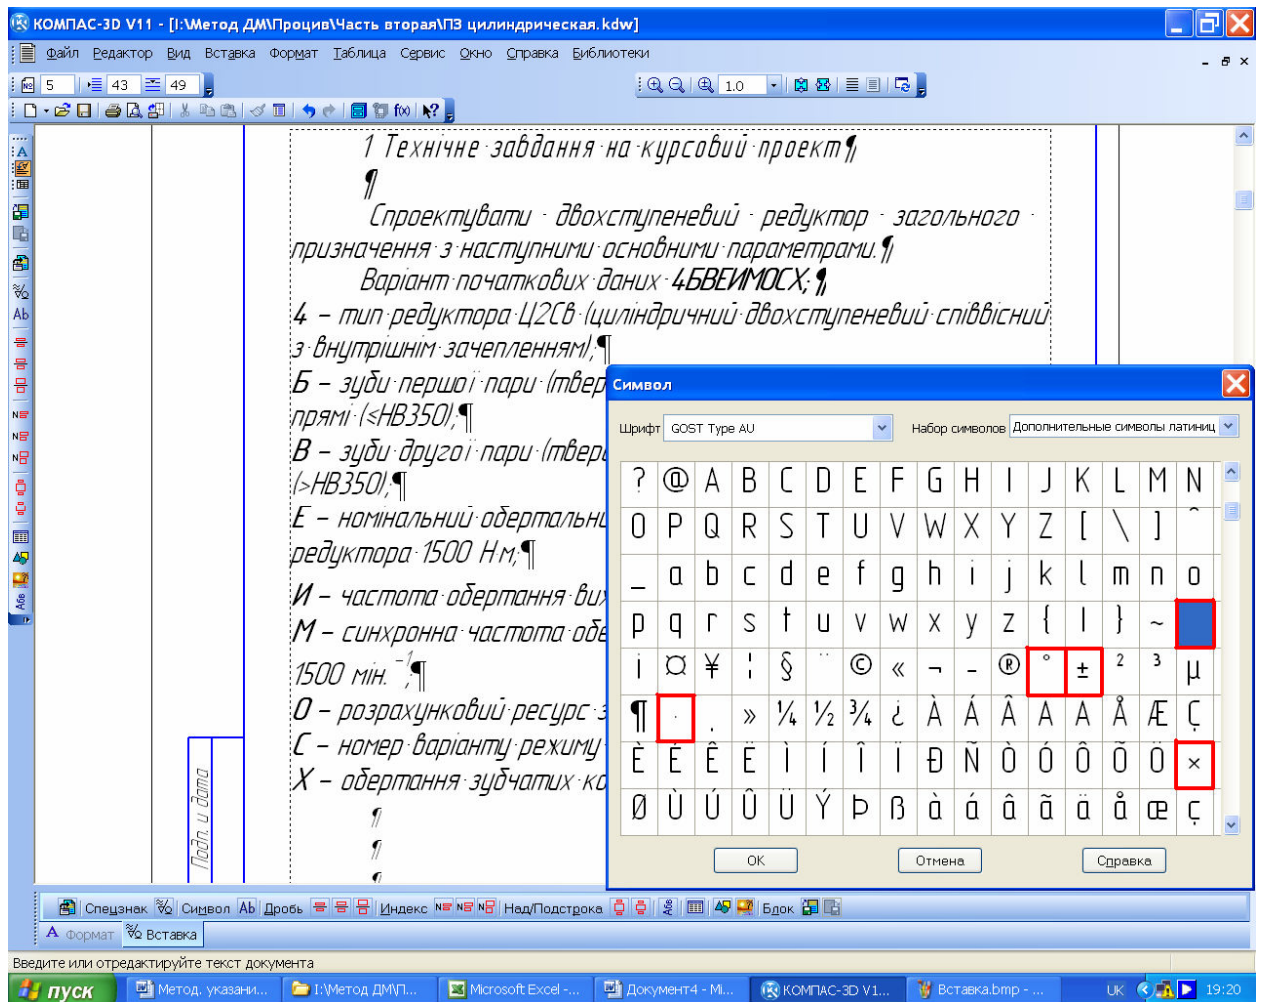 КОМПАС-3D V11 - [I:\Метод ДМ\Процив\Часть вторая\ПЗ цилиндрическая.kdw]
Файл Редактор Вид Вставка Формат Таблица Сервис Окно Справка Библиотеки
5 43 49 1.0
1 Технічне завдання на курсовий проект¶
¶
Спроектувати двохступеневий редуктор загольного
призначення з наступними основними параметрами.¶
Варіант початкових даних 4БВЕИМОСХ;¶
4 – тип редуктора Ц2Св (циліндричний двохступеневий співвісний
з внутрішнім зачепленням);¶
Б – зуби першої пари (твер
прямі (<HB350);¶
В – зуби другої пари (твер
(>HB350);¶
Е – номінальний обертальн
редуктора 1500 Н·м;¶
И – частота обертання вих
М – синхронна частота обе
1500 мін.⁻¹;¶
О – розрахунковий ресурс з
С – номер варіанту режиму
Х – обертання зубчатих ко
¶
¶
¶
Подп. и дата
Символ
Шрифт GOST Type AU Набор символов Дополнительные символы латиниц
? @ A B C D E F G H I J K L M N
O P Q R S T U V W X Y Z [ \ ] ^
_ a b c d e f g h i j k l m n o
p q r s t u v w x y z { | } ~
¡ ¤ ¥ ¦ § ¨ © « ¬ - ® ° ± ² ³ µ
¶ · ¸ » ¼ ½ ¾ ¿ À Á Â Ã Ä Å Æ Ç
È É Ê Ë Ì Í Î Ï Ð Ñ Ò Ó Ô Õ Ö ×
Ø Ù Ú Û Ü Ý Þ ß à á â ã ä å æ ç
ОК Отмена Справка
Спецзнак Символ Дробь Индекс Над/Подстрока Блок
Формат Вставка
Введите или отредактируйте текст документа
пуск Метод. указани... I:\Метод ДМ\П... Microsoft Excel -... Документ4 - Mi... КОМПАС-3D V1... Вставка.bmp - ... UK 19:20